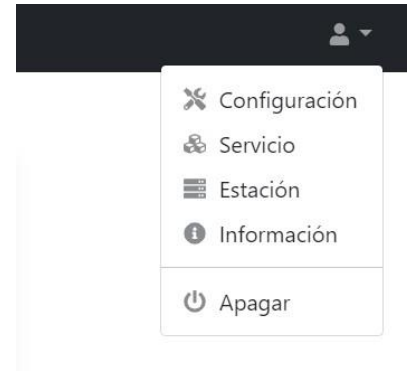 Configuración
Servicio
Estación
Información
Apagar